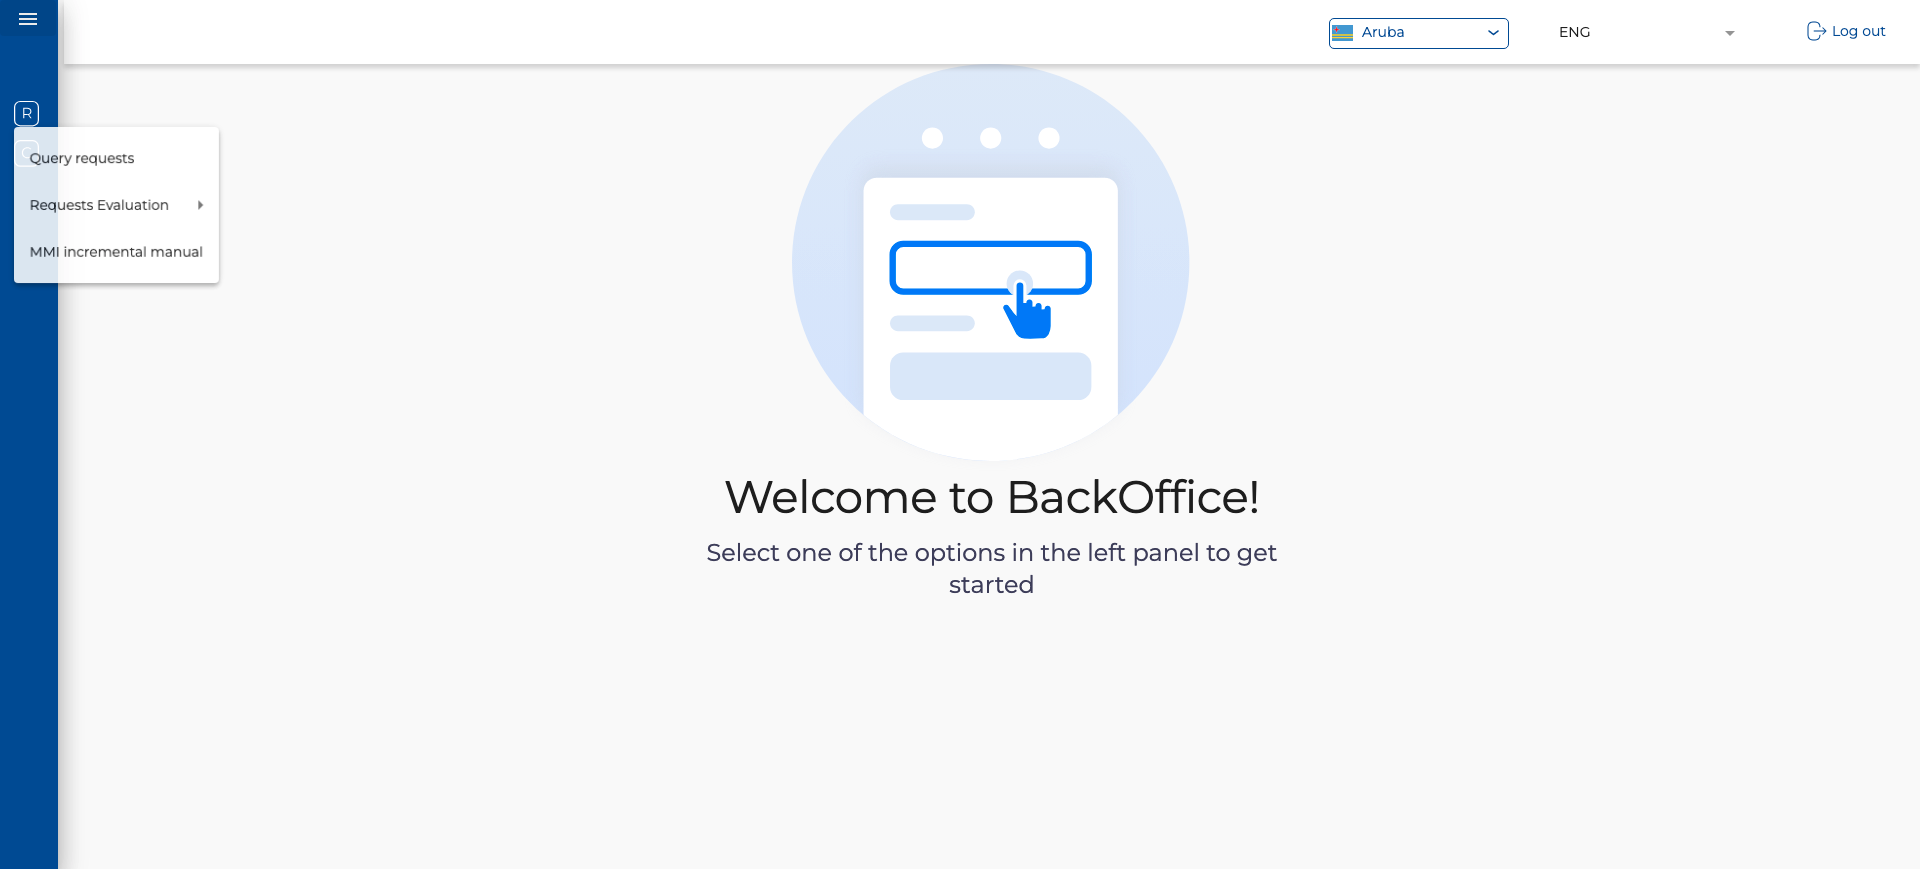 Aruba
ENG
Log out
R
C
Query requests
Requests Evaluation
MMI incremental manual
Welcome to BackOffice!
Select one of the options in the left panel to get
started